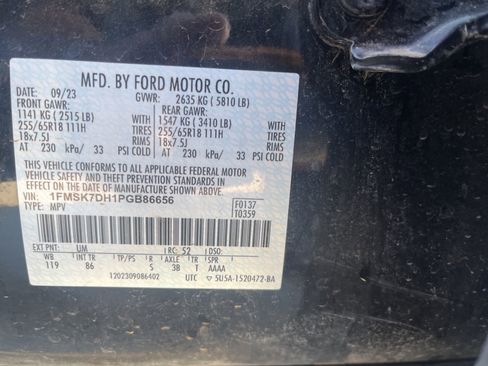 MFD. BY FORD MOTOR CO.
DATE: 09/23 GVWR: 2635 KG ( 5810 LB)
FRONT GAWR: REAR GAWR:
1141 KG ( 2515 LB) WITH 1547 KG ( 3410 LB) WITH
255/65R18 111H TIRES 255/65R18 111H TIRES
18x7.5J RIMS 18x7.5J RIMS
AT 230 kPa/ 33 PSI COLD AT 230 kPa/ 33 PSI COLD
THIS VEHICLE CONFORMS TO ALL APPLICABLE FEDERAL MOTOR
VEHICLE SAFETY AND THEFT PREVENTION STANDARDS IN
EFFECT ON THE DATE OF MANUFACTURE SHOWN ABOVE.
VIN: 1FMSK7DH1PGB86656 F0137
TYPE: MPV T0359
EXT PNT: UM RC: 52 DSO:
WB INT TR TP/PS R AXLE TR SPR
119 86 S 3B T AAAA
1202309086402 UTC 5U5A-1520472-BA